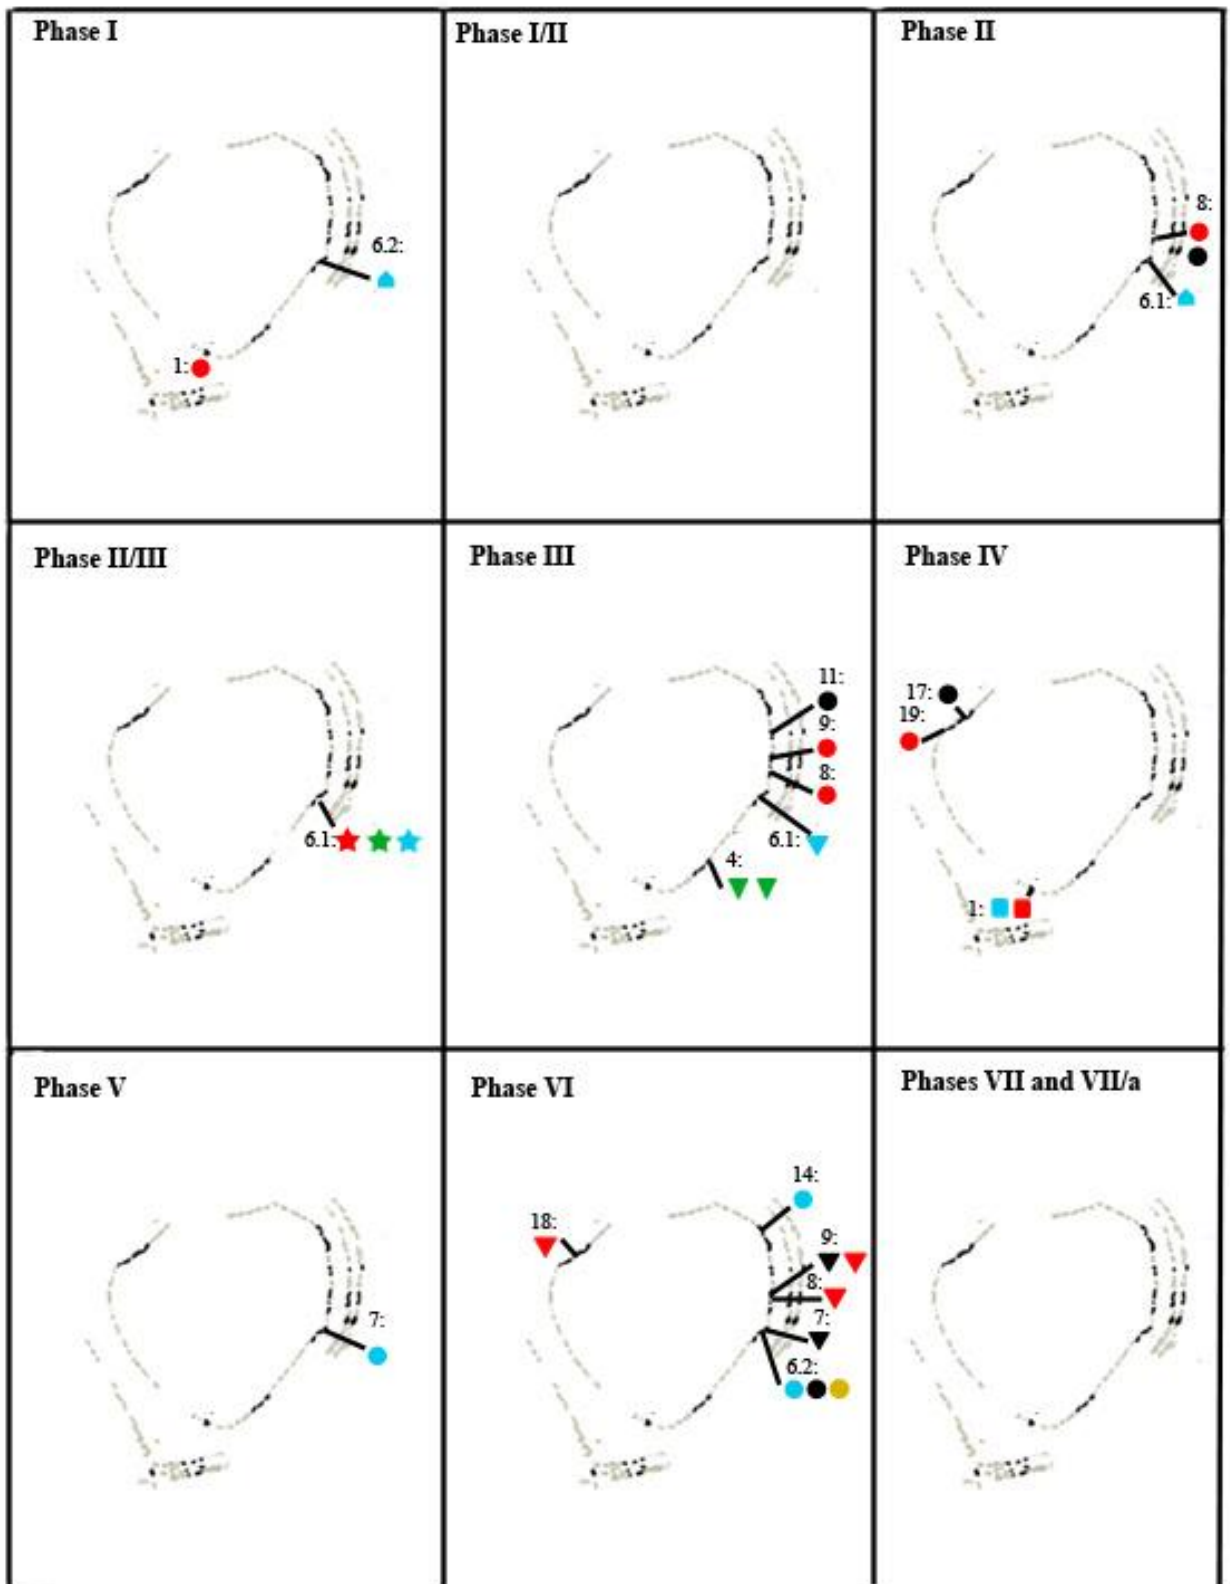 Phase I
6.2:
1:
Phase I/II
Phase II
8:
6.1:
Phase II/III
6.1:
Phase III
11:
9:
8:
6.1:
4:
Phase IV
17:
19:
1:
Phase V
7:
Phase VI
14:
18:
9:
8:
7:
6.2:
Phases VII and VII/a